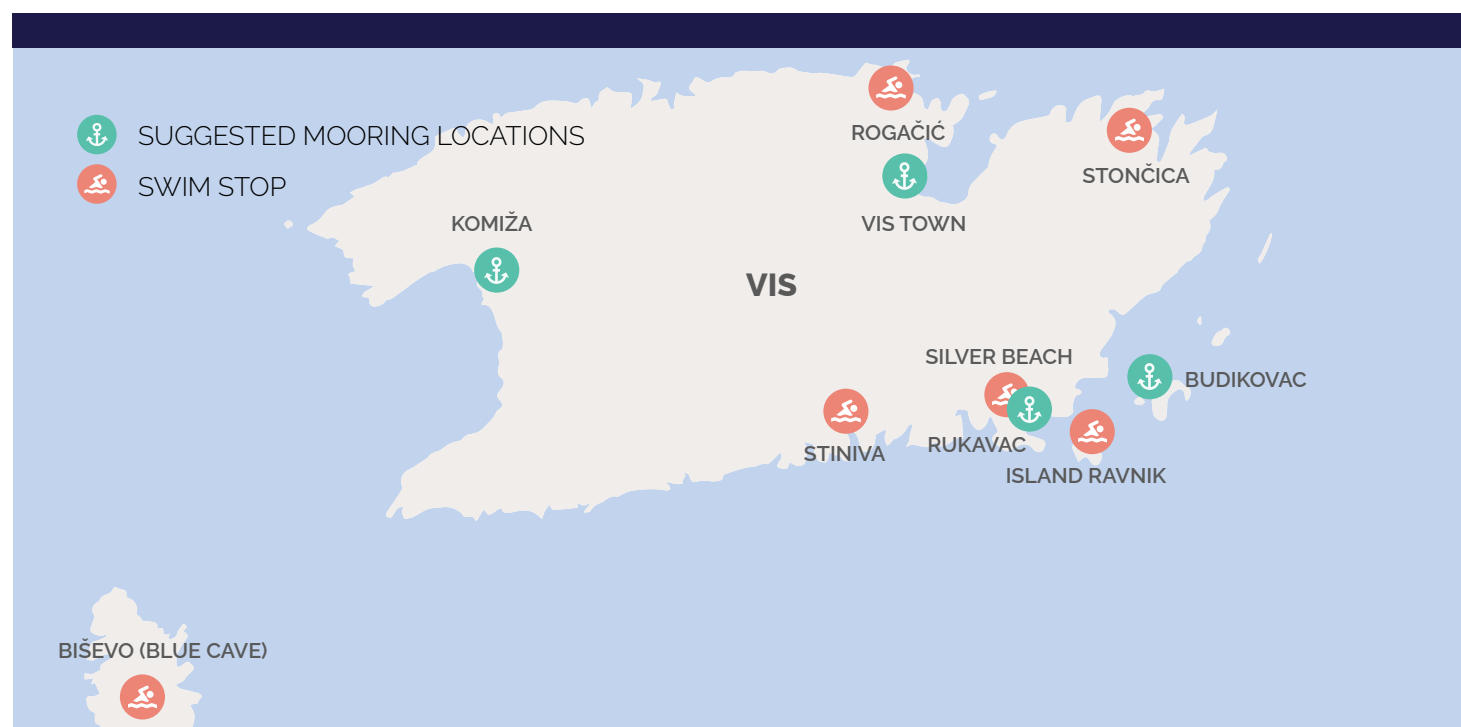 SUGGESTED MOORING LOCATIONS
SWIM STOP
ROGAČIĆ
STONČICA
KOMIŽA
VIS TOWN
VIS
SILVER BEACH
BUDIKOVAC
STINIVA
RUKAVAC
ISLAND RAVNIK
BIŠEVO (BLUE CAVE)